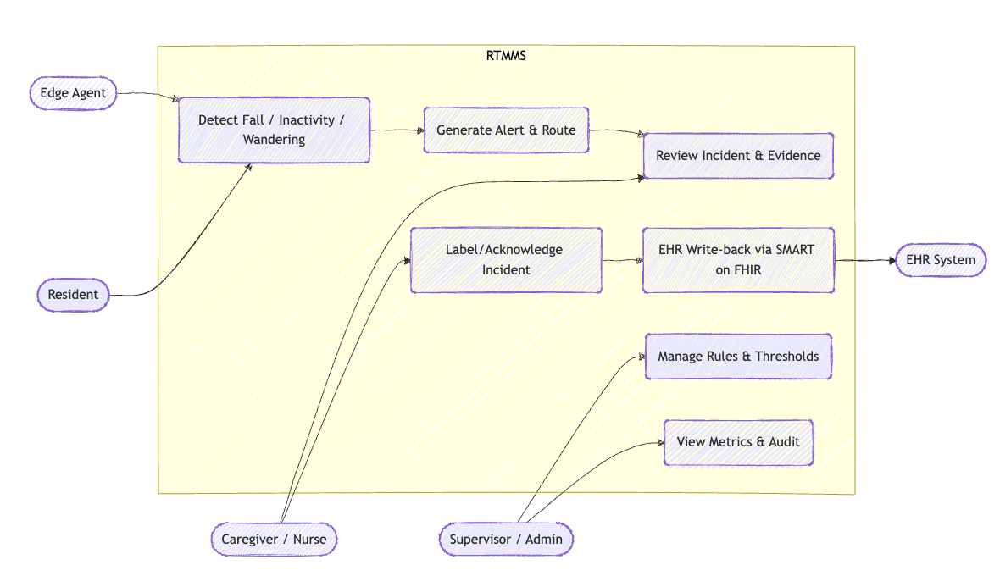 RTMMS
Edge Agent
Detect Fall / Inactivity /
Wandering
Generate Alert & Route
Review Incident & Evidence
Label/Acknowledge
Incident
EHR Write-back via SMART
on FHIR
EHR System
Resident
Manage Rules & Thresholds
View Metrics & Audit
Caregiver / Nurse
Supervisor / Admin